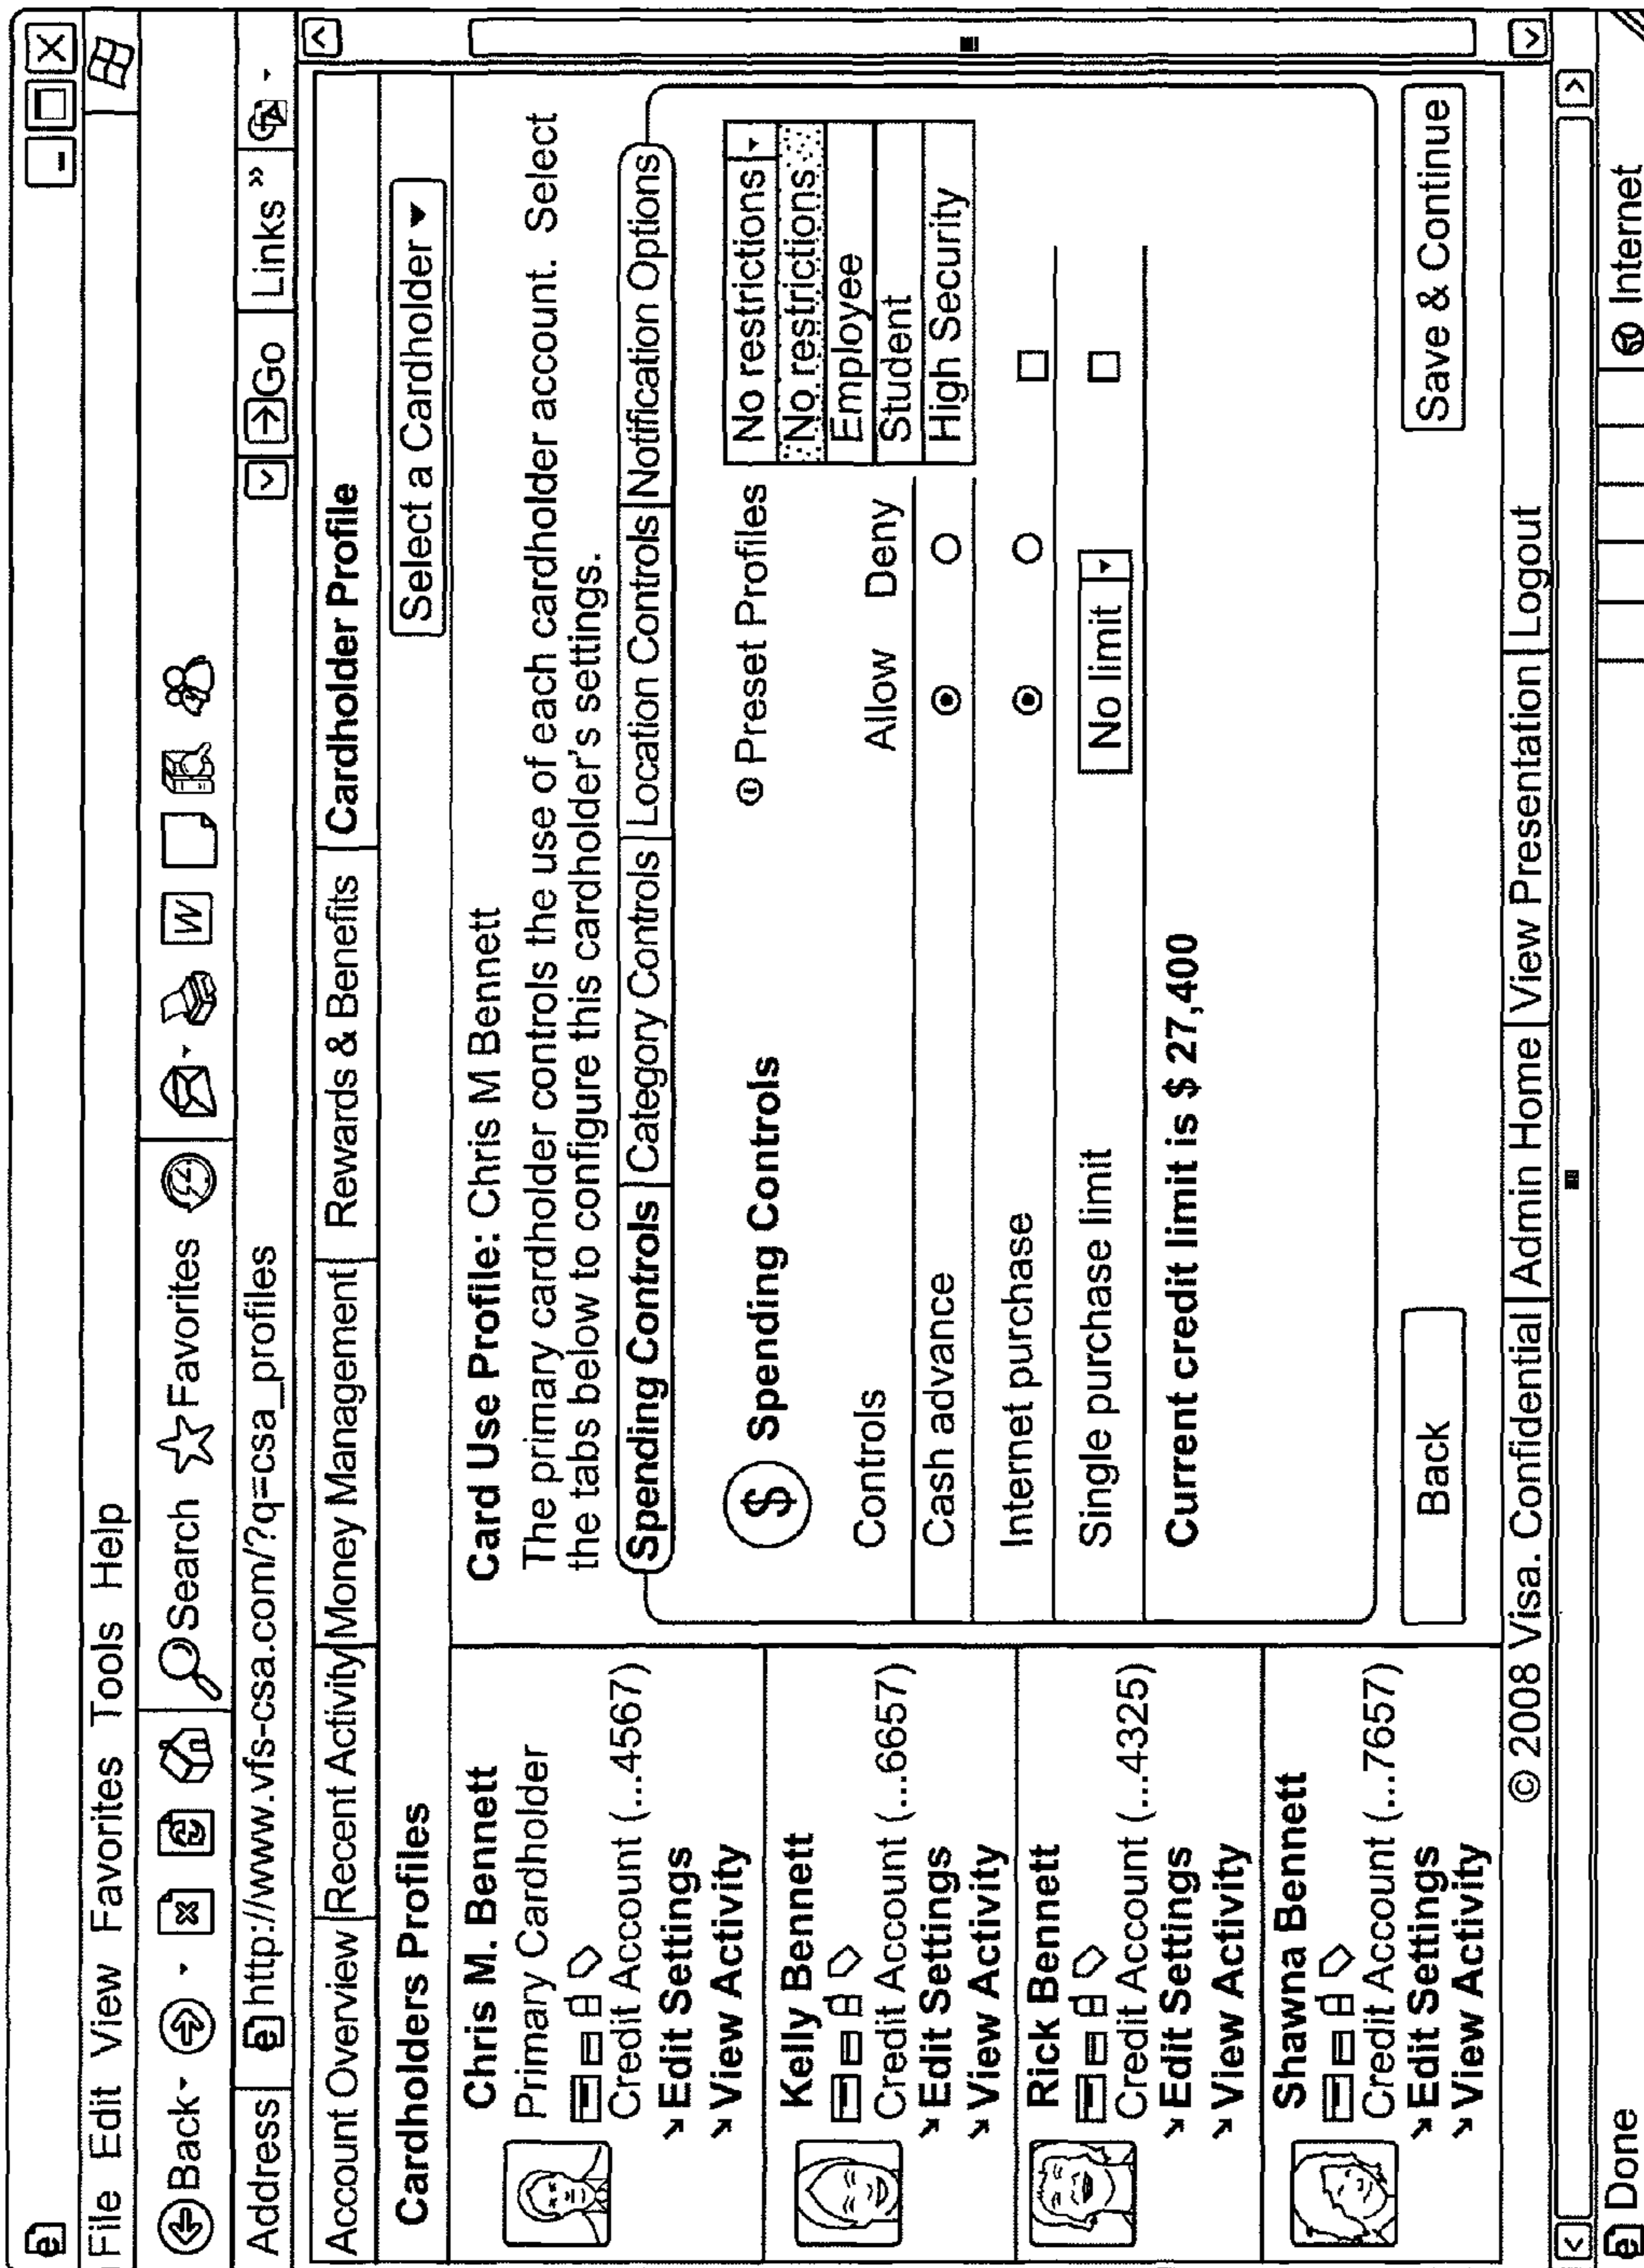 File Edit View Favorites Tools Help
Back Search Favorites W
Address http://www.vfs-csa.com/?q=csa_profiles Go Links »
Account Overview Recent Activity Money Management Rewards & Benefits Cardholder Profile
Cardholders Profiles
Select a Cardholder
Chris M. Bennett
Primary Cardholder
Credit Account (...4567)
Edit Settings
View Activity
Kelly Bennett
Credit Account (...6657)
Edit Settings
View Activity
Rick Bennett
Credit Account (...4325)
Edit Settings
View Activity
Shawna Bennett
Credit Account (...7657)
Edit Settings
View Activity
Card Use Profile: Chris M Bennett
The primary cardholder controls the use of each cardholder account. Select
the tabs below to configure this cardholder's settings.
Spending Controls Category Controls Location Controls Notification Options
$ Spending Controls
Preset Profiles No restrictions
No restrictions
Employee
Student
High Security
Controls Allow Deny
Cash advance
Internet purchase
Single purchase limit No limit
Current credit limit is $ 27,400
Back Save & Continue
© 2008 Visa. Confidential Admin Home View Presentation Logout
Done Internet